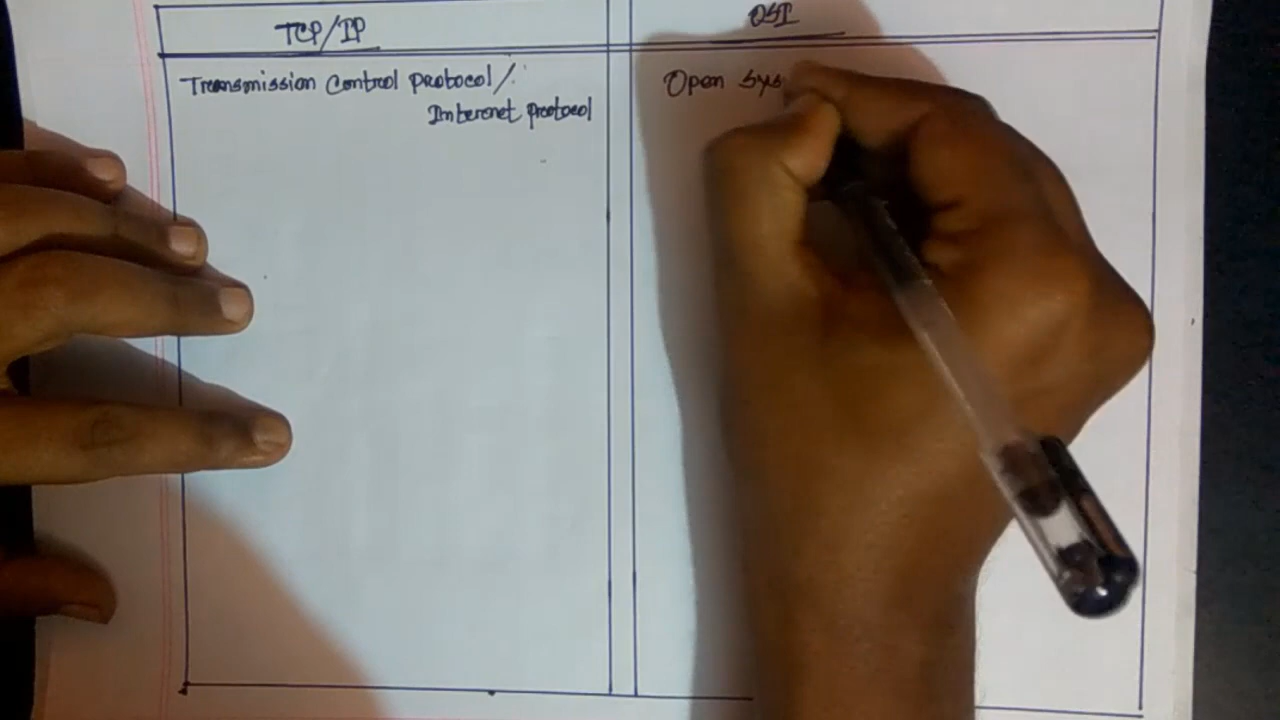 TCP/IP
OSI
Transmission Control Protocol/
Internet Protocol
Open Sys